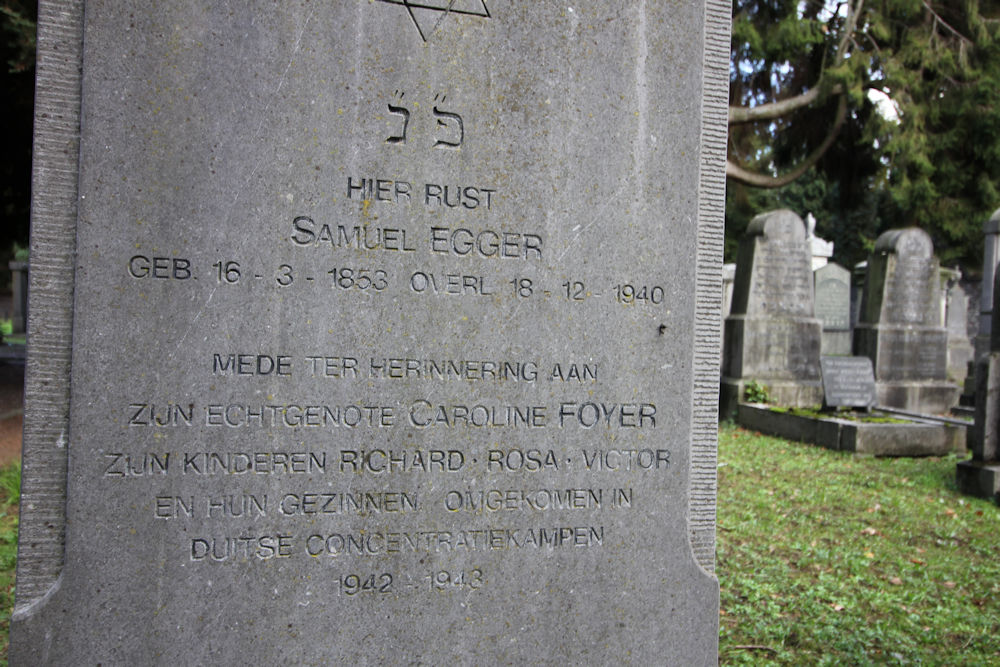 פ״ נ״
HIER RUST
SAMUEL EGGER
GEB. 16 - 3 - 1853 OVERL 18 - 12 - 1940
MEDE TER HERINNERING AAN
ZIJN ECHTGENOTE CAROLINE FOYER
ZIJN KINDEREN RICHARD · ROSA · VICTOR
EN HUN GEZINNEN. OMGEKOMEN IN
DUITSE CONCENTRATIEKAMPEN
1942 - 1943